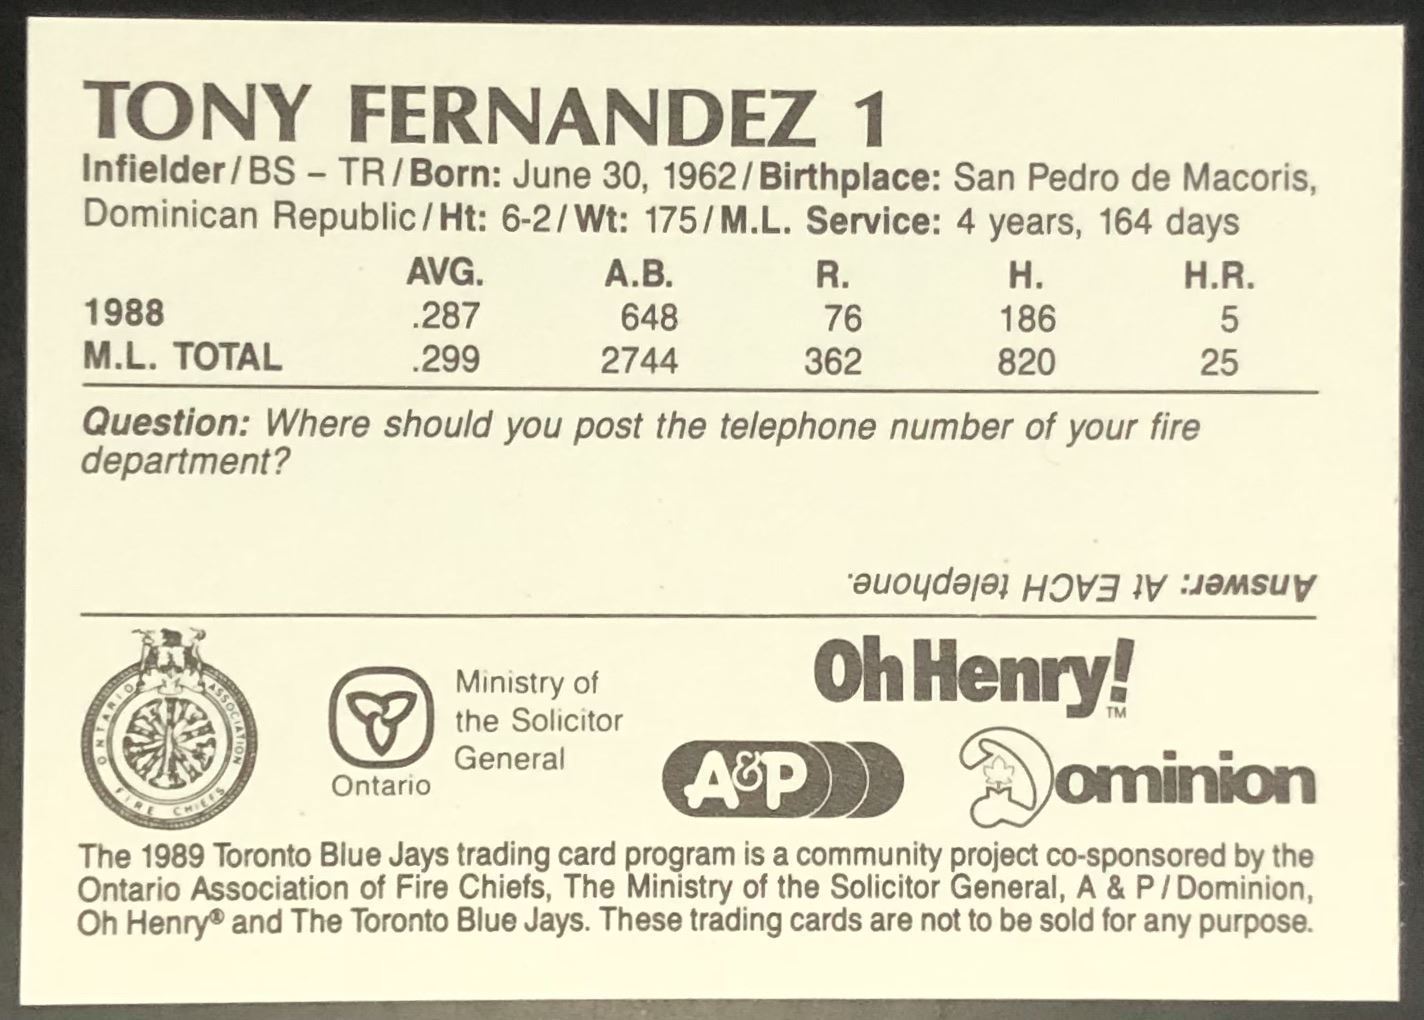 TONY FERNANDEZ 1
Infielder/BS – TR/Born: June 30, 1962/Birthplace: San Pedro de Macoris,
Dominican Republic/Ht: 6-2/Wt: 175/M.L. Service: 4 years, 164 days
AVG. A.B. R. H. H.R.
1988 .287 648 76 186 5
M.L. TOTAL .299 2744 362 820 25
Question: Where should you post the telephone number of your fire
department?
Answer: At EACH telephone.
ONTARIO ASSOCIATION
FIRE CHIEFS
Ontario
Ministry of
the Solicitor
General
Oh Henry!
TM
A&P
Dominion
The 1989 Toronto Blue Jays trading card program is a community project co-sponsored by the
Ontario Association of Fire Chiefs, The Ministry of the Solicitor General, A & P/Dominion,
Oh Henry® and The Toronto Blue Jays. These trading cards are not to be sold for any purpose.